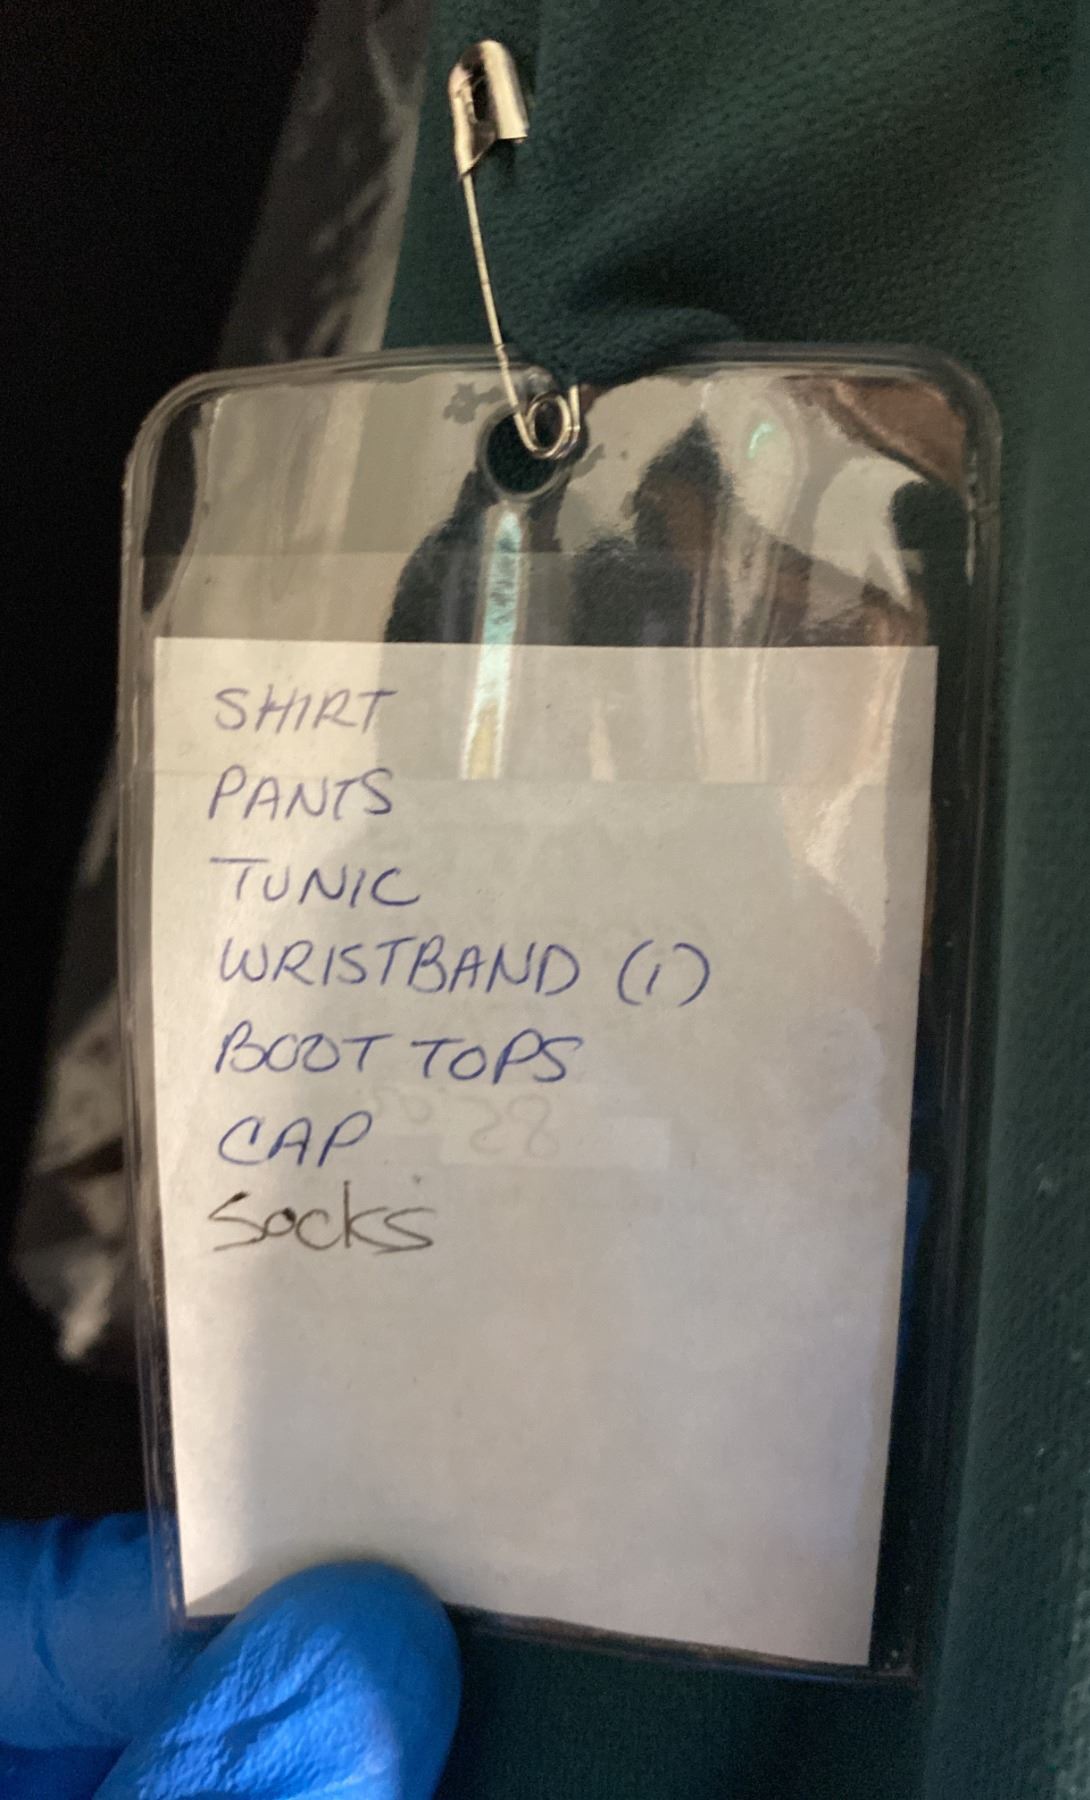 SHIRT
PANTS
TUNIC
WRISTBAND (1)
BOOT TOPS
CAP
Socks